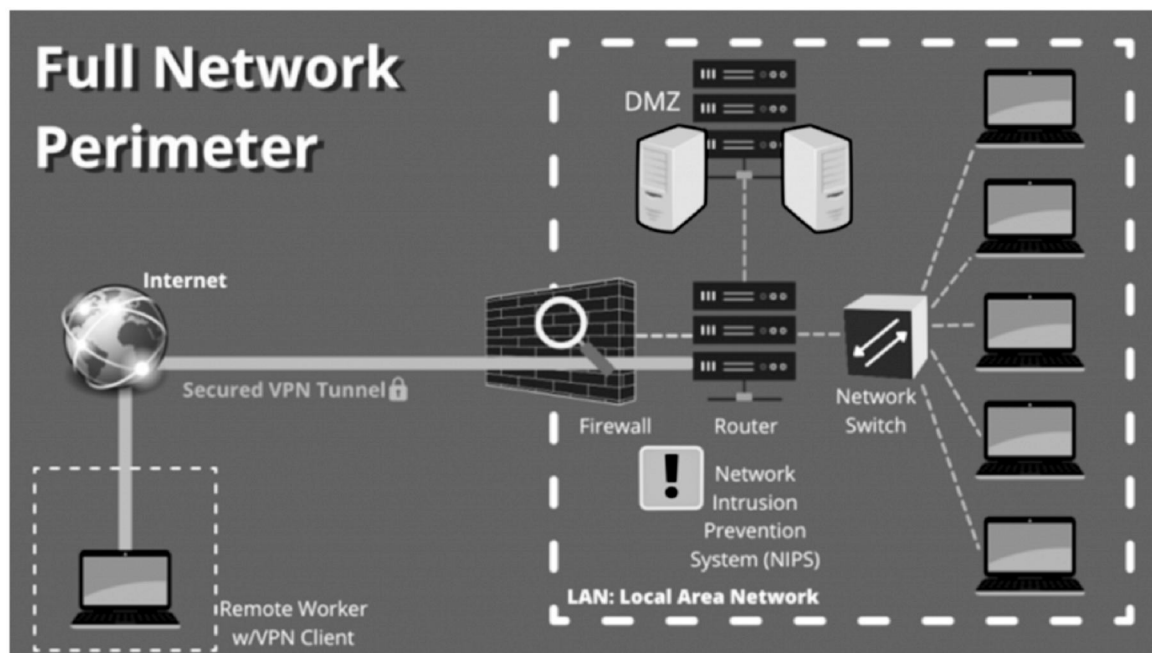 Full Network
Perimeter
DMZ
Internet
Secured VPN Tunnel
Firewall
Router
Network
Switch
Network
Intrusion
Prevention
System (NIPS)
LAN: Local Area Network
Remote Worker
w/VPN Client